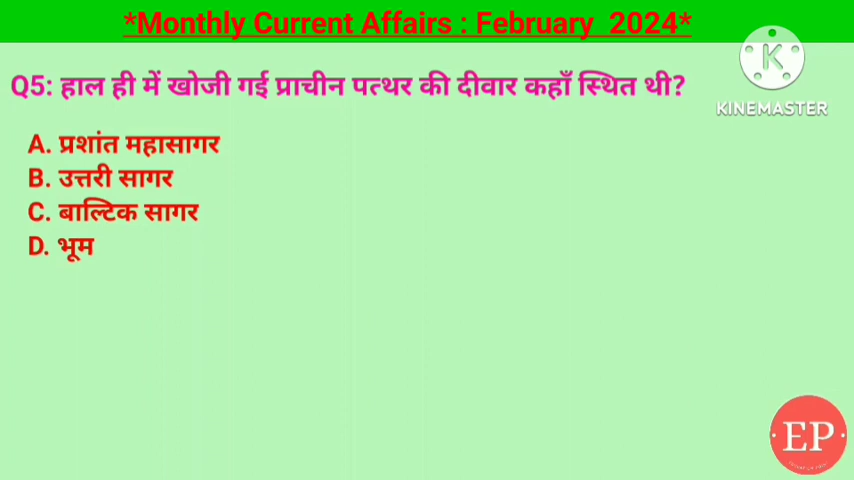 *Monthly Current Affairs : February 2024*
Q5: हाल ही में खोजी गई प्राचीन पत्थर की दीवार कहाँ स्थित थी?
KINEMASTER
A. प्रशांत महासागर
B. उत्तरी सागर
C. बाल्टिक सागर
D. भूम
EP